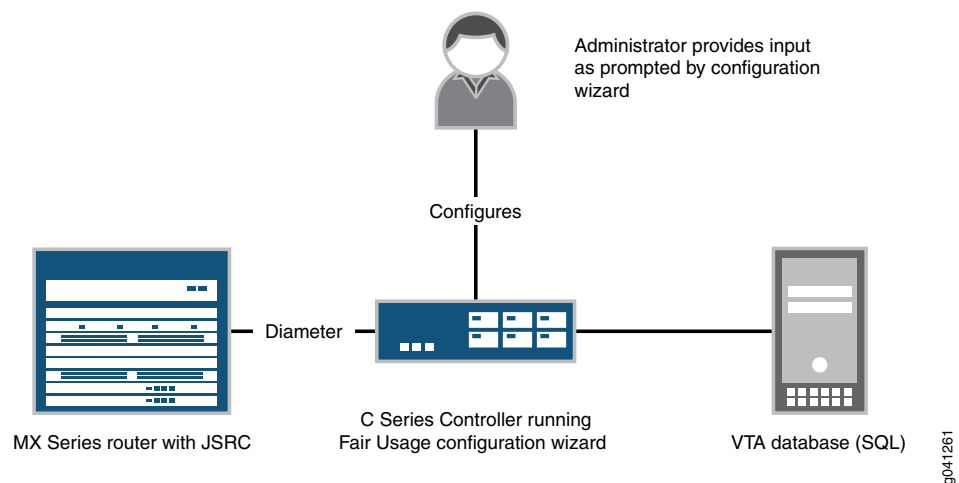 Administrator provides input
as prompted by configuration
wizard
Configures
Diameter
MX Series router with JSRC
C Series Controller running
Fair Usage configuration wizard
VTA database (SQL)
g041261